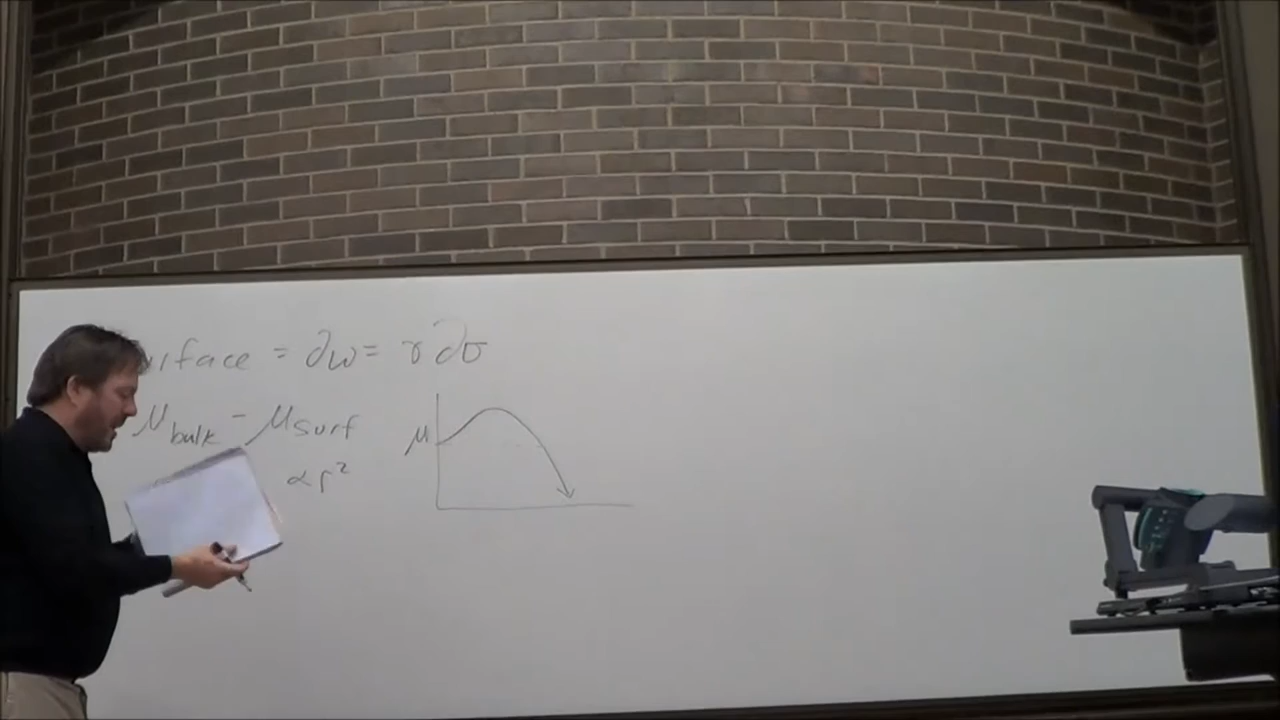 urface = ∂w = γ∂σ
μbulk - μsurf
∝ r²
μ